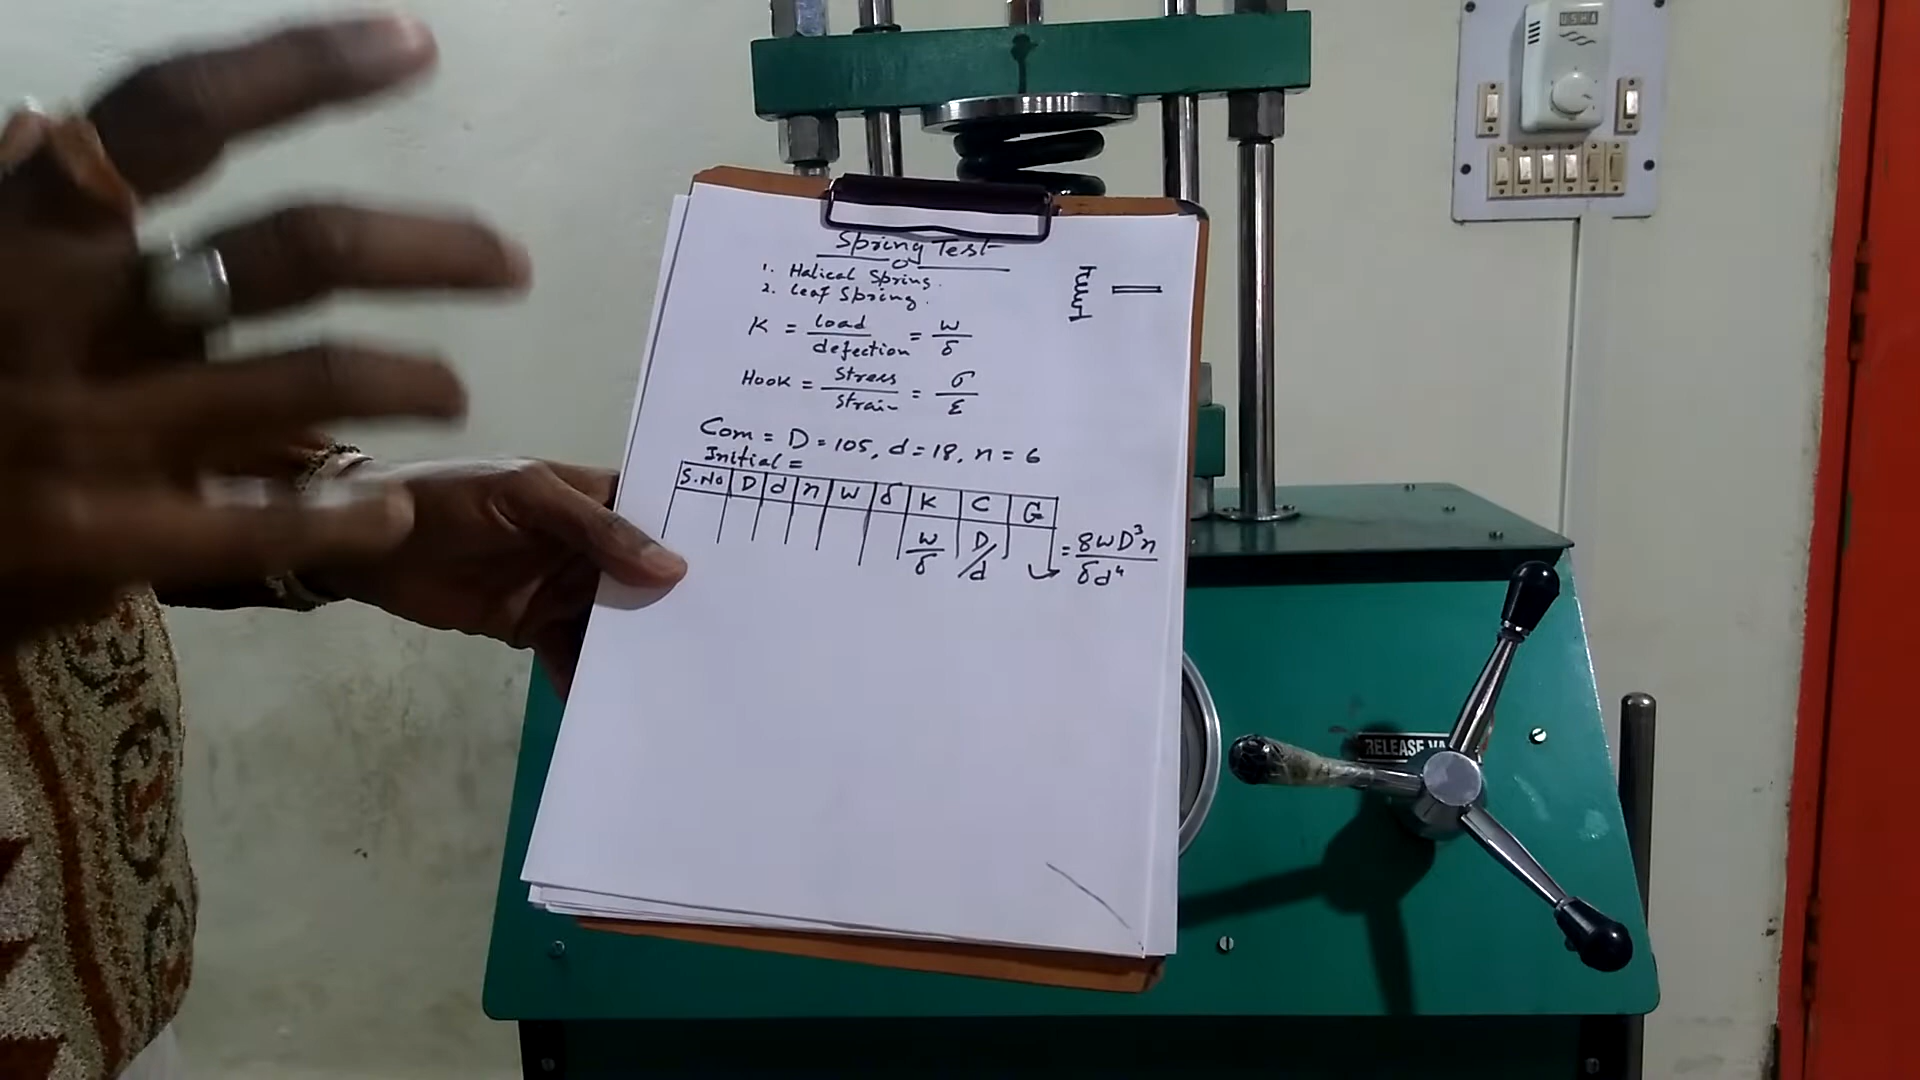 USHA
Spring Test
1. Halical Spring.
2. Leaf Spring.
K = Load / defection = W / δ
Hook = Stress / Strain = σ / ε
Com = D = 105, d = 18, n = 6
Initial =
S.No D d n W δ K C G
W / δ D / d = 8WD³n / δd⁴
RELEASE VA